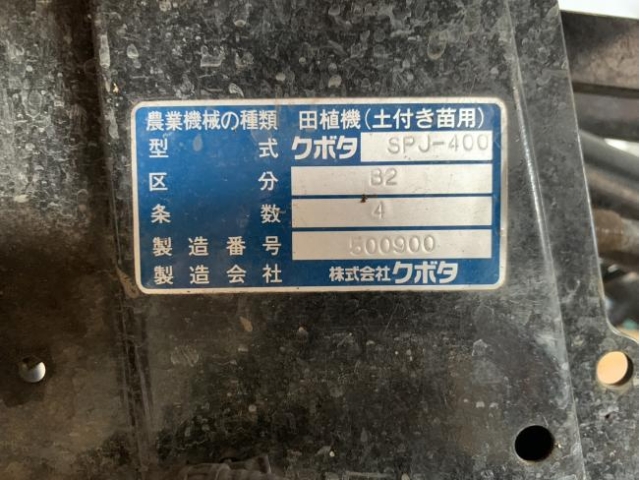 農業機械の種類 田植機(土付き苗用)
型式 クボタ SPJ-400
区分 B2
条数 4
製造番号 500900
製造会社 株式会社クボタ